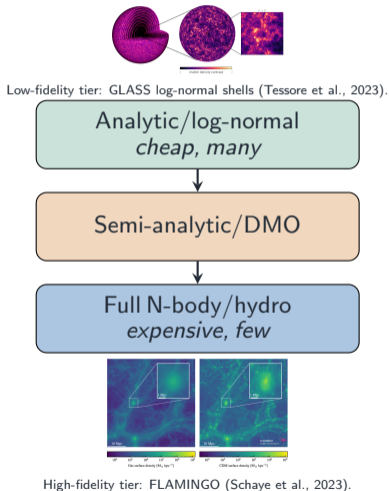 Low-fidelity tier: GLASS log-normal shells (Tessore et al., 2023).
Analytic/log-normal
cheap, many
Semi-analytic/DMO
Full N-body/hydro
expensive, few
High-fidelity tier: FLAMINGO (Schaye et al., 2023).